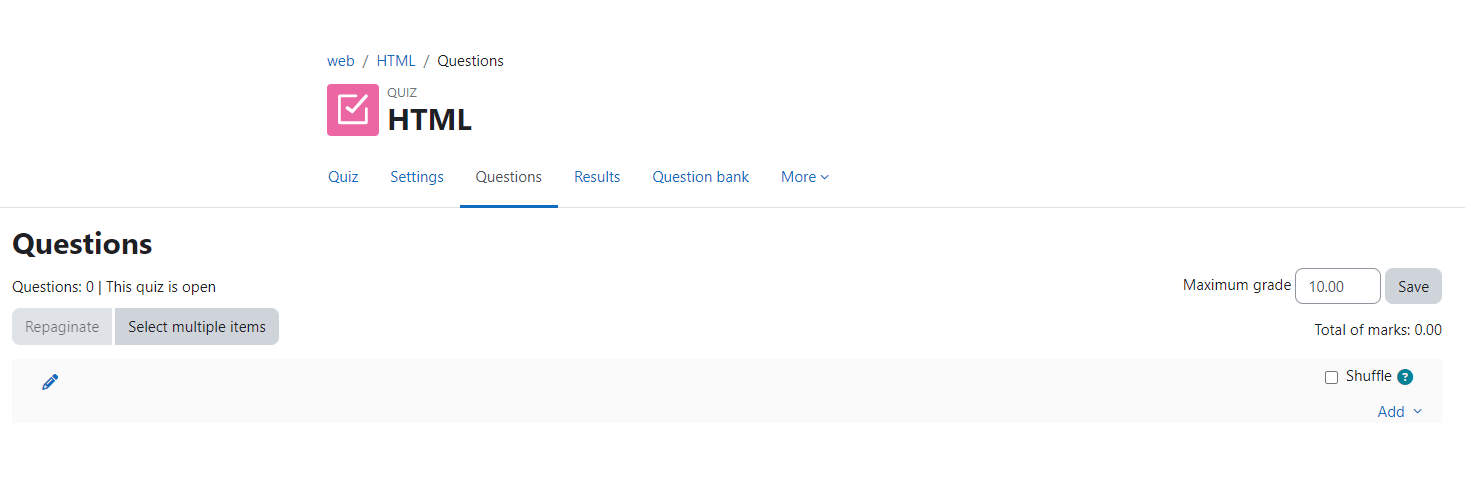 web / HTML / Questions
QUIZ
HTML
Quiz Settings Questions Results Question bank More
Questions
Questions: 0 | This quiz is open
Maximum grade 10.00 Save
Repaginate Select multiple items
Total of marks: 0.00
Shuffle ?
Add